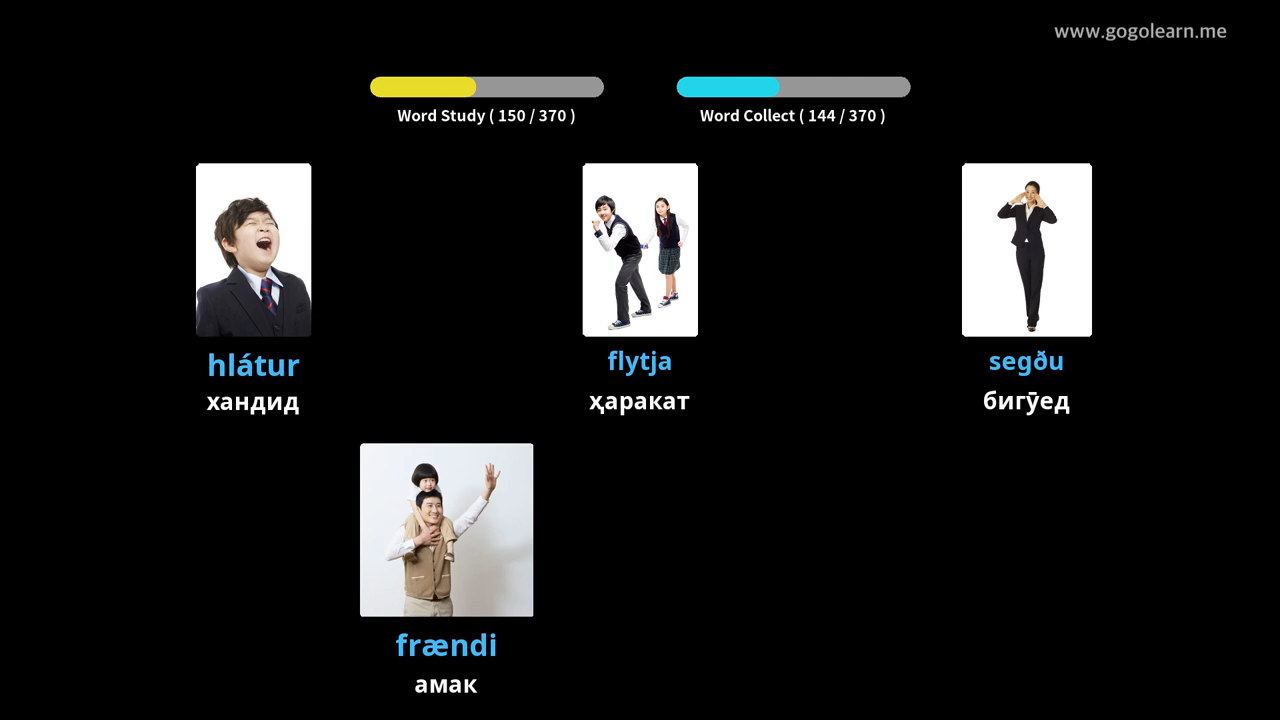 www.gogolearn.me
Word Study ( 150 / 370 )
Word Collect ( 144 / 370 )
hlátur
хандид
flytja
ҳаракат
segðu
бигӯед
frændi
амак